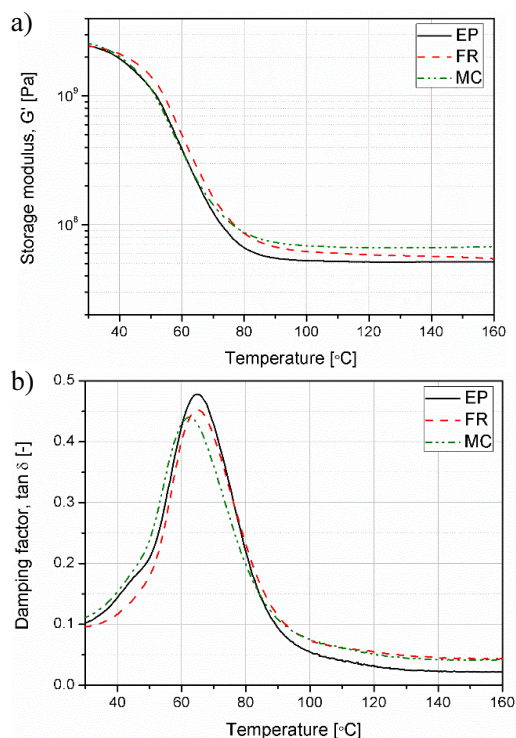 a)
EP
FR
MC
Storage modulus, G' [Pa]
10⁹
10⁸
40 60 80 100 120 140 160
Temperature [°C]
b)
EP
FR
MC
Damping factor, tan δ [-]
0.5
0.4
0.3
0.2
0.1
0.0
40 60 80 100 120 140 160
Temperature [°C]